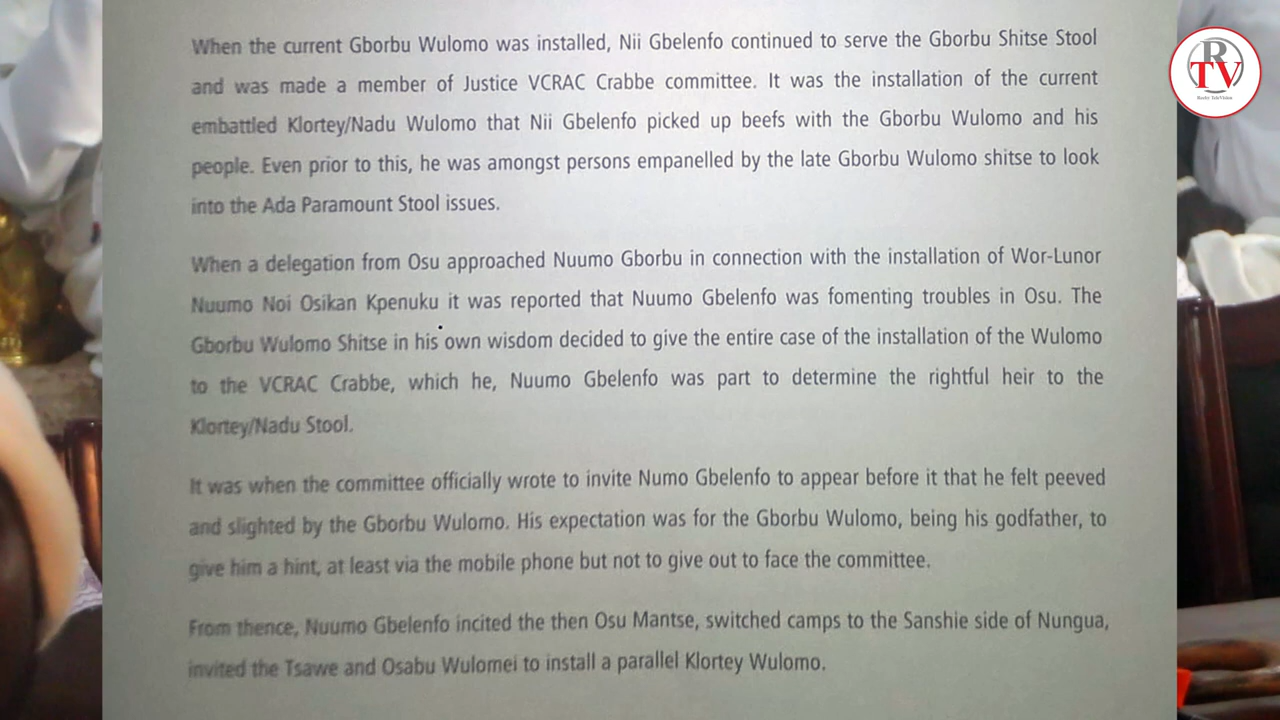 When the current Gborbu Wulomo was installed, Nii Gbelenfo continued to serve the Gborbu Shitse Stool
and was made a member of Justice VCRAC Crabbe committee. It was the installation of the current
embattled Klortey/Nadu Wulomo that Nii Gbelenfo picked up beefs with the Gborbu Wulomo and his
people. Even prior to this, he was amongst persons empanelled by the late Gborbu Wulomo shitse to look
into the Ada Paramount Stool issues.
When a delegation from Osu approached Nuumo Gborbu in connection with the installation of Wor-Lunor
Nuumo Noi Osikan Kpenuku it was reported that Nuumo Gbelenfo was fomenting troubles in Osu. The
Gborbu Wulomo Shitse in his own wisdom decided to give the entire case of the installation of the Wulomo
to the VCRAC Crabbe, which he, Nuumo Gbelenfo was part to determine the rightful heir to the
Klortey/Nadu Stool.
It was when the committee officially wrote to invite Numo Gbelenfo to appear before it that he felt peeved
and slighted by the Gborbu Wulomo. His expectation was for the Gborbu Wulomo, being his godfather, to
give him a hint, at least via the mobile phone but not to give out to face the committee.
From thence, Nuumo Gbelenfo incited the then Osu Mantse, switched camps to the Sanshie side of Nungua,
invited the Tsawe and Osabu Wulomei to install a parallel Klortey Wulomo.
R
TV